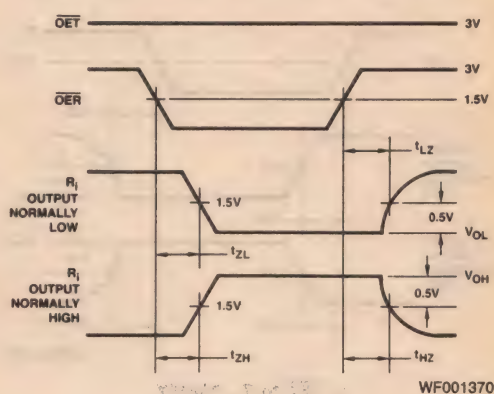 OET
3V
3V
OER
1.5V
tLZ
Ri
OUTPUT
NORMALLY
LOW
1.5V
0.5V
VOL
tZL
Ri
OUTPUT
NORMALLY
HIGH
VOH
1.5V
0.5V
tZH
tHZ
WF001370